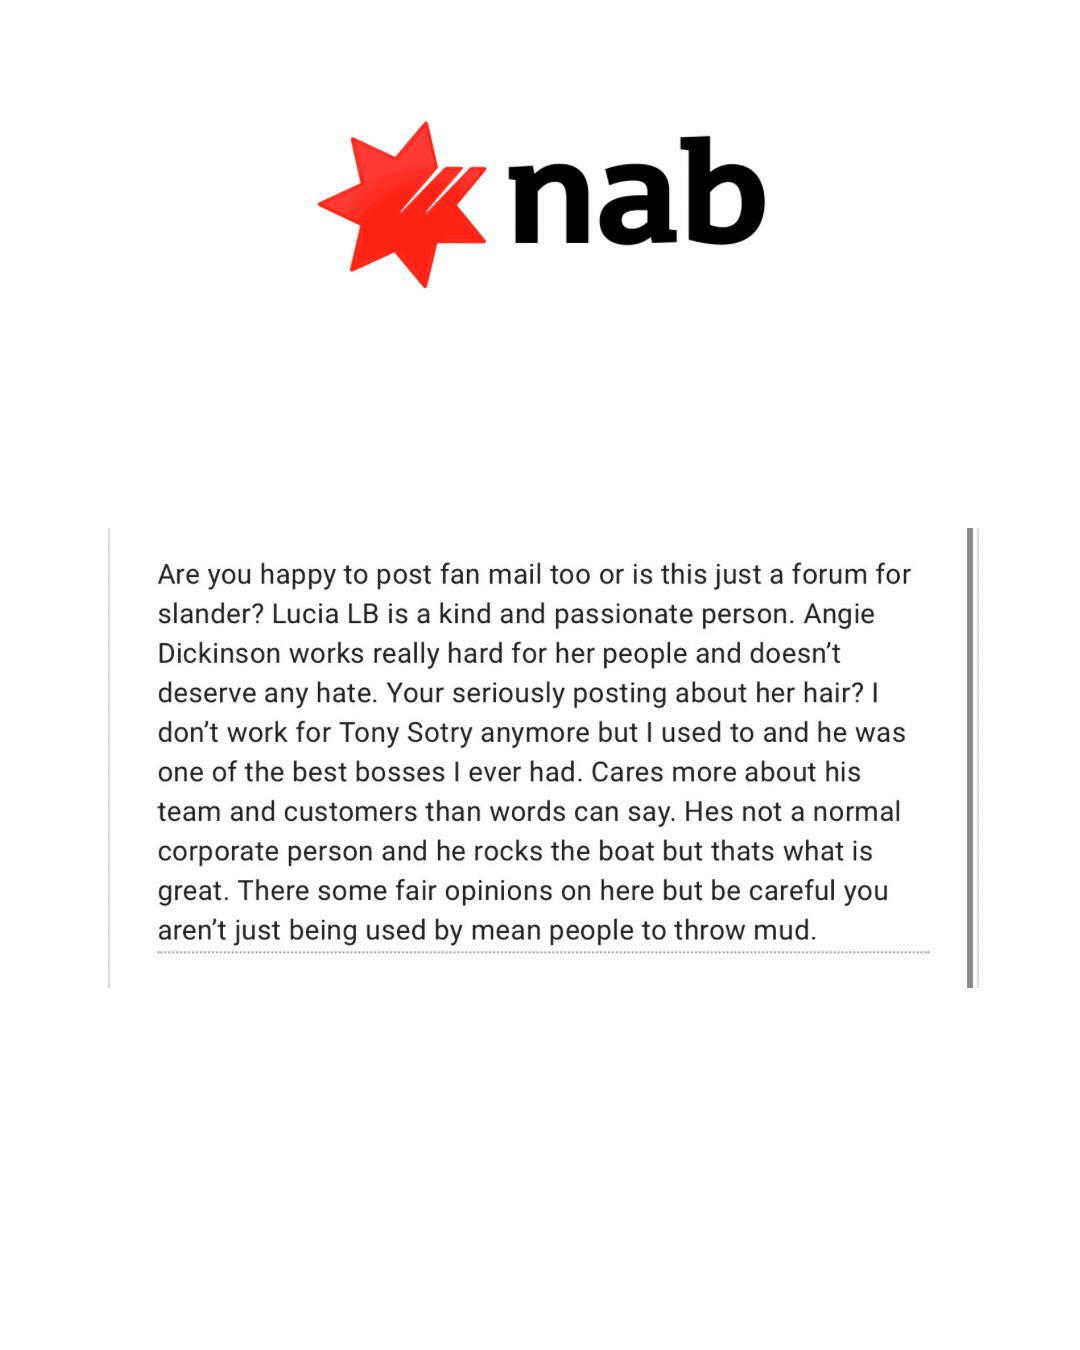 nab
Are you happy to post fan mail too or is this just a forum for
slander? Lucia LB is a kind and passionate person. Angie
Dickinson works really hard for her people and doesn’t
deserve any hate. Your seriously posting about her hair? I
don’t work for Tony Sotry anymore but I used to and he was
one of the best bosses I ever had. Cares more about his
team and customers than words can say. Hes not a normal
corporate person and he rocks the boat but thats what is
great. There some fair opinions on here but be careful you
aren’t just being used by mean people to throw mud.